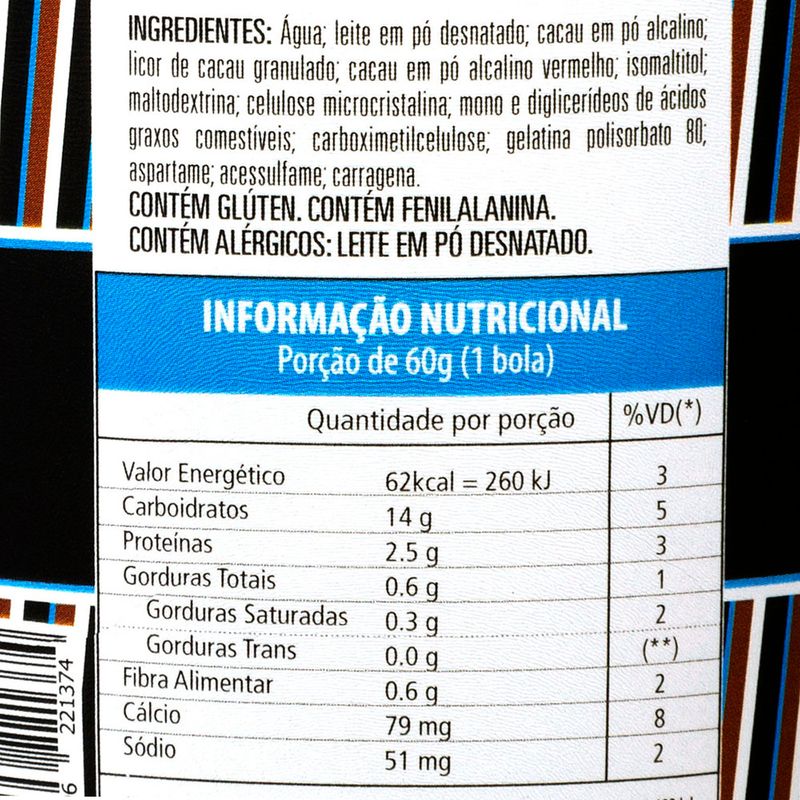 INGREDIENTES: Água; leite em pó desnatado; cacau em pó alcalino;
licor de cacau granulado; cacau em pó alcalino vermelho; isomaltitol;
maltodextrina; celulose microcristalina; mono e diglicerídeos de ácidos
graxos comestíveis; carboximetilcelulose; gelatina polisorbato 80;
aspartame; acessulfame; carragena.
CONTÉM GLÚTEN. CONTÉM FENILALANINA.
CONTÉM ALÉRGICOS: LEITE EM PÓ DESNATADO.
INFORMAÇÃO NUTRICIONAL
Porção de 60g (1 bola)
Quantidade por porção %VD(*)
Valor Energético 62kcal = 260 kJ 3
Carboidratos 14 g 5
Proteínas 2.5 g 3
Gorduras Totais 0.6 g 1
Gorduras Saturadas 0.3 g 2
Gorduras Trans 0.0 g (**)
Fibra Alimentar 0.6 g 2
Cálcio 79 mg 8
Sódio 51 mg 2
6 221374